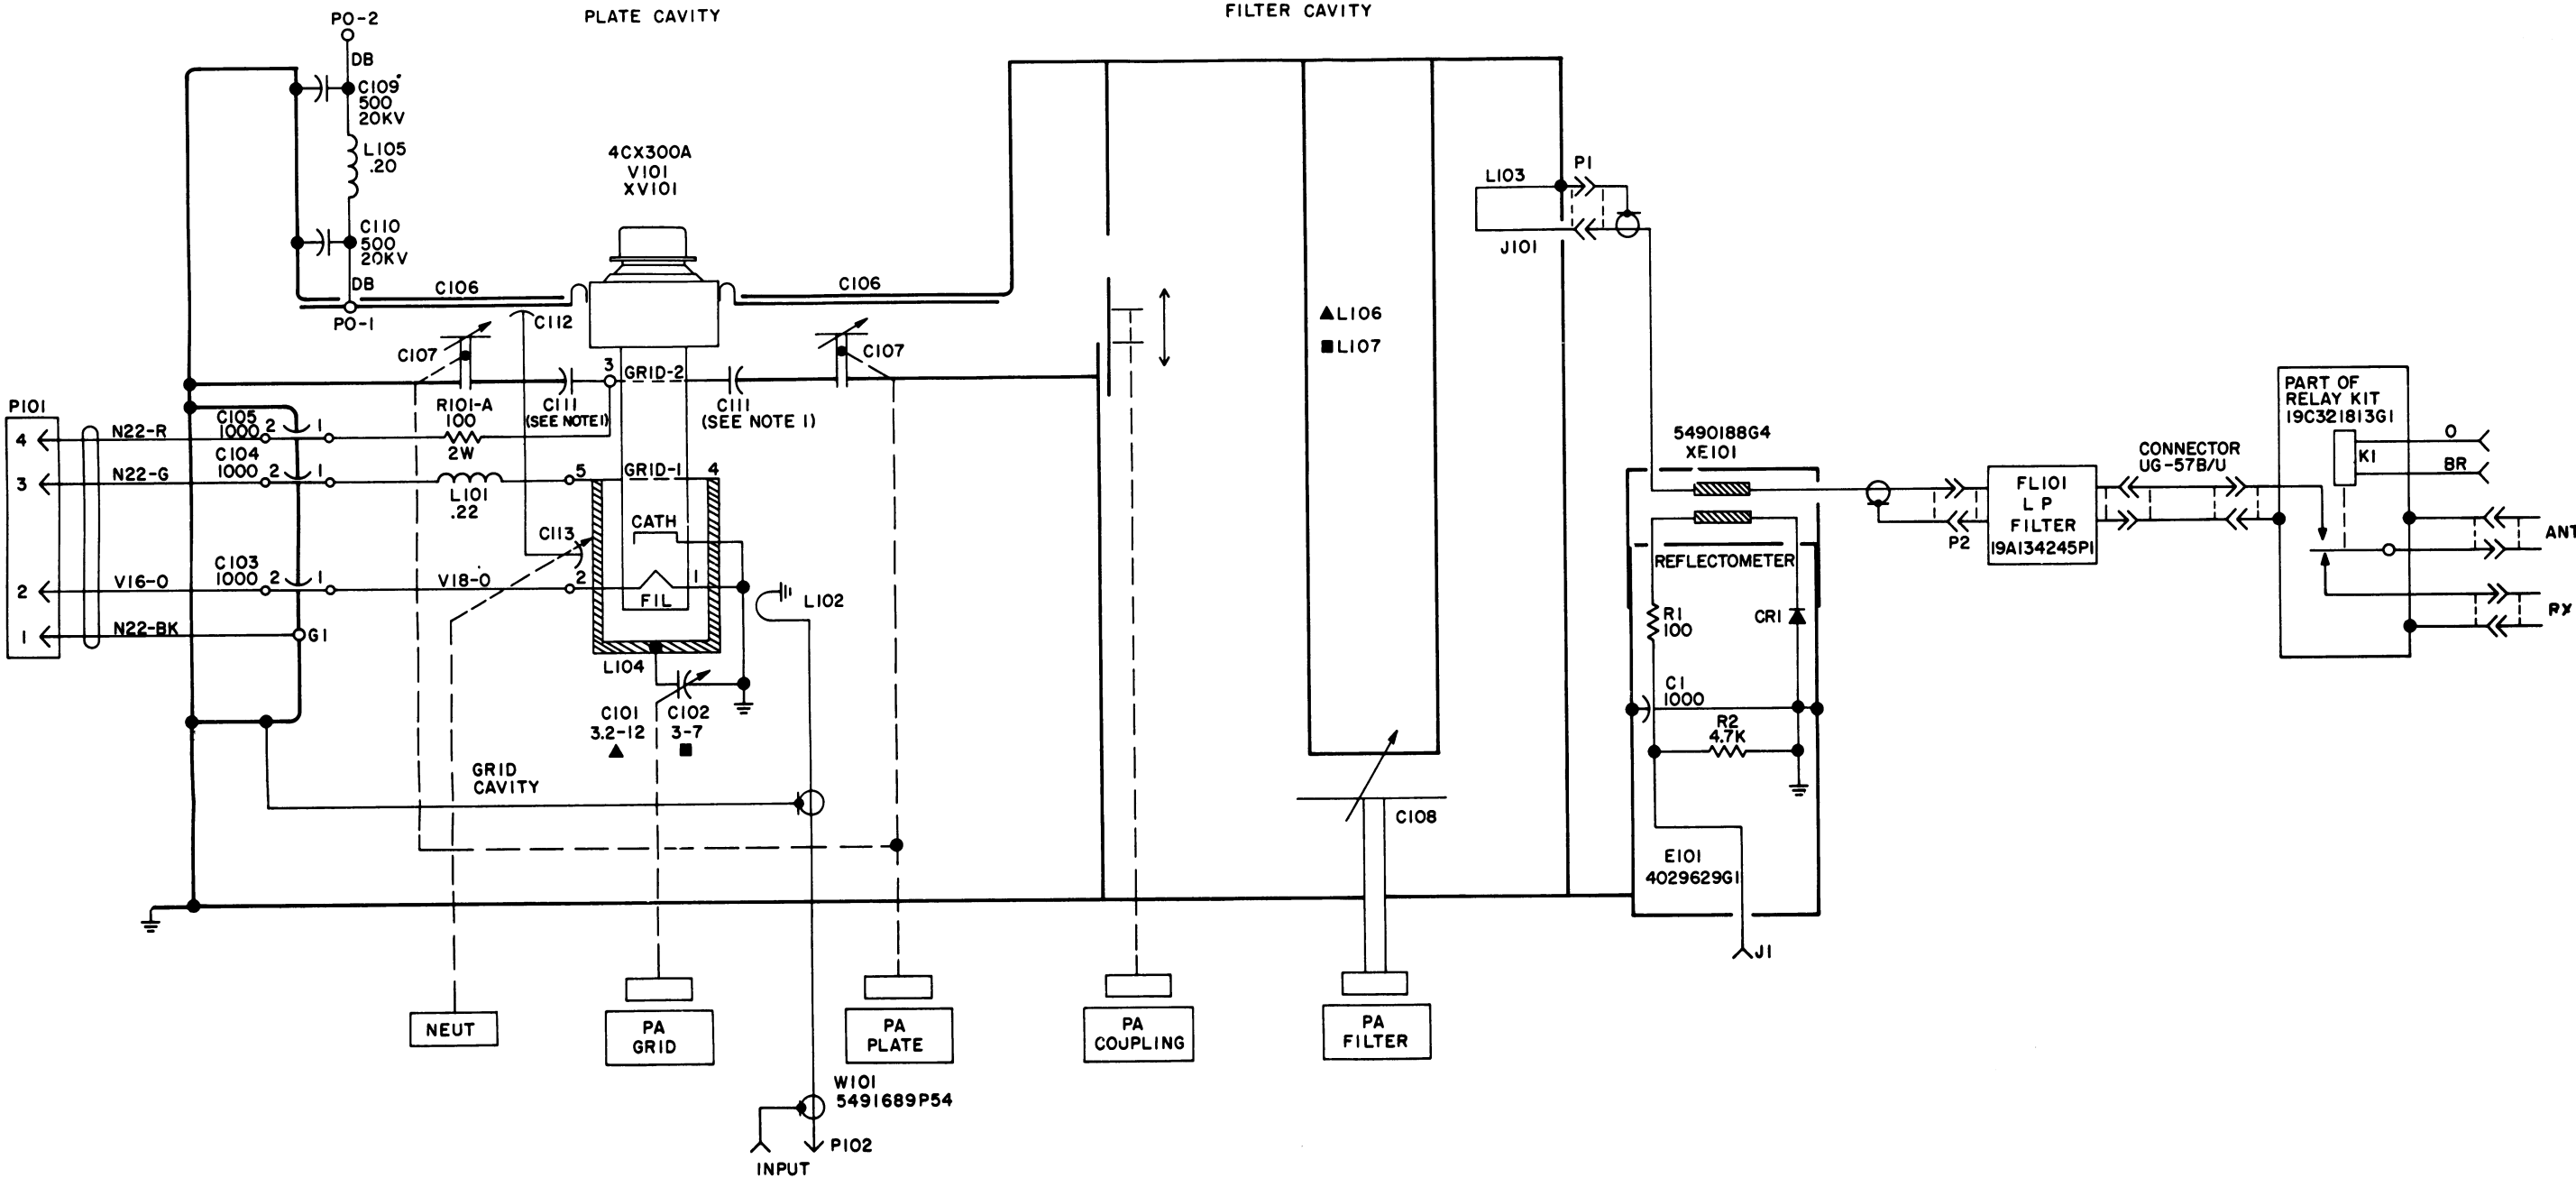 PLATE CAVITY
FILTER CAVITY
PO-2
DB
C109
500
20KV
L105
.20
C110
500
20KV
DB
PO-1
4CX300A
V101
XV101
C106
C106
C112
C107
C107
3
GRID-2
C111
(SEE NOTE 1)
C111
(SEE NOTE 1)
R101-A
100
2W
P101
4
N22-R
C105
1000
2
1
3
N22-G
C104
1000
2
1
L101
.22
5
GRID-1
4
CATH
C113
2
V16-O
C103
1000
2
1
V18-O
2
1
FIL
L102
1
N22-BK
G1
L104
C101
3.2-12
C102
3-7
GRID
CAVITY
L103
P1
J101
▲L106
■L107
C108
5490188G4
XE101
REFLECTOMETER
R1
100
CR1
C1
1000
R2
4.7K
E101
4029629G1
J1
P2
FL101
L P
FILTER
19A134245P1
CONNECTOR
UG-57B/U
PART OF
RELAY KIT
19C321813G1
K1
O
BR
ANT
RX
NEUT
PA
GRID
PA
PLATE
PA
COUPLING
PA
FILTER
W101
5491689P54
P102
INPUT